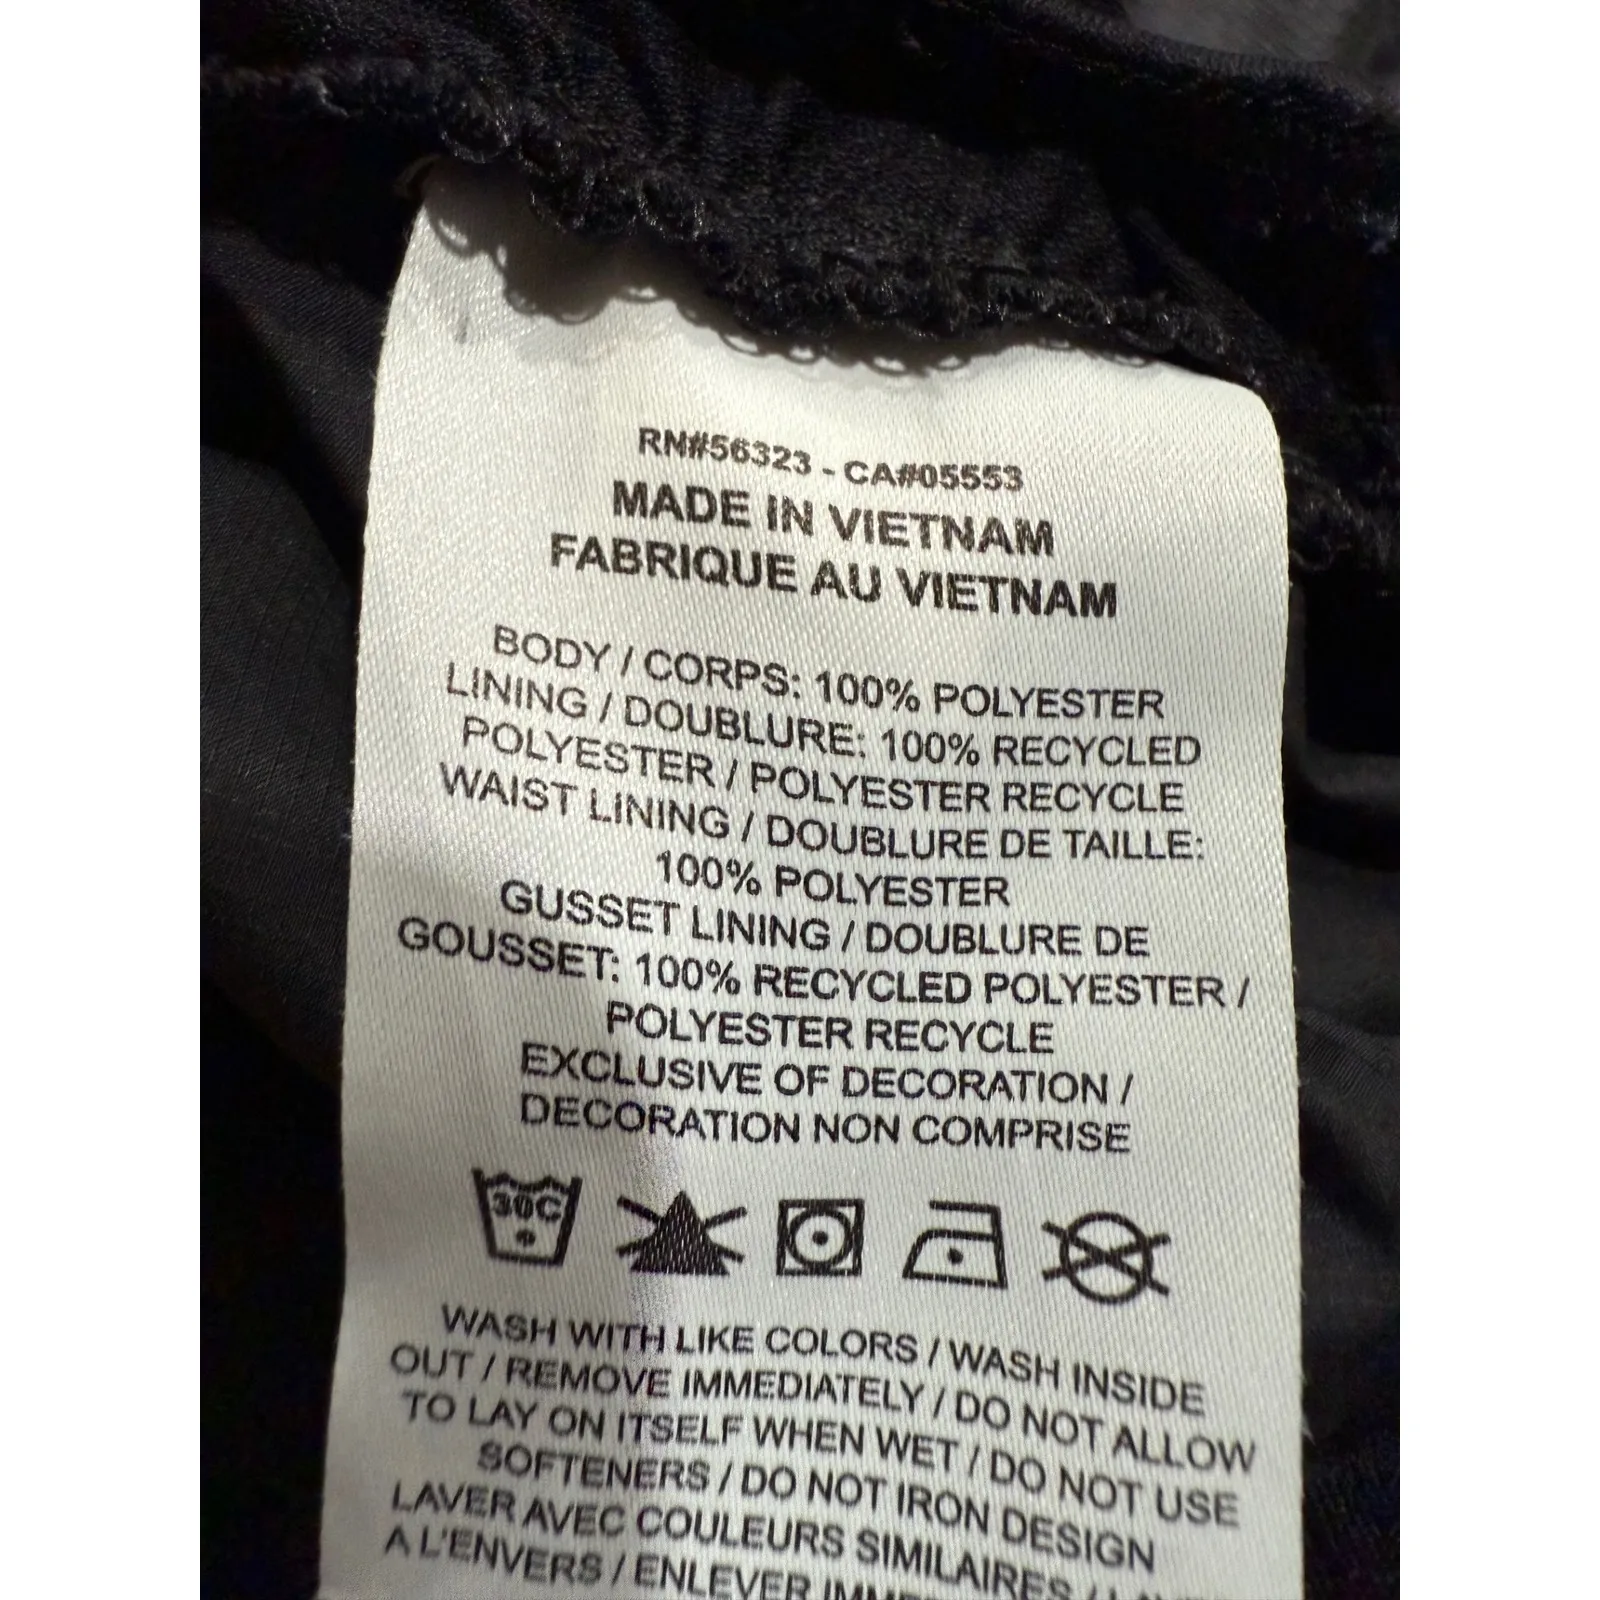 RN#56323 - CA#05553
MADE IN VIETNAM
FABRIQUE AU VIETNAM
BODY / CORPS: 100% POLYESTER
LINING / DOUBLURE: 100% RECYCLED
POLYESTER / POLYESTER RECYCLE
WAIST LINING / DOUBLURE DE TAILLE:
100% POLYESTER
GUSSET LINING / DOUBLURE DE
GOUSSET: 100% RECYCLED POLYESTER /
POLYESTER RECYCLE
EXCLUSIVE OF DECORATION /
DECORATION NON COMPRISE
30C
WASH WITH LIKE COLORS / WASH INSIDE
OUT / REMOVE IMMEDIATELY / DO NOT ALLOW
TO LAY ON ITSELF WHEN WET / DO NOT USE
SOFTENERS / DO NOT IRON DESIGN
LAVER AVEC COULEURS SIMILAIRES /
A L'ENVERS / ENLEVER